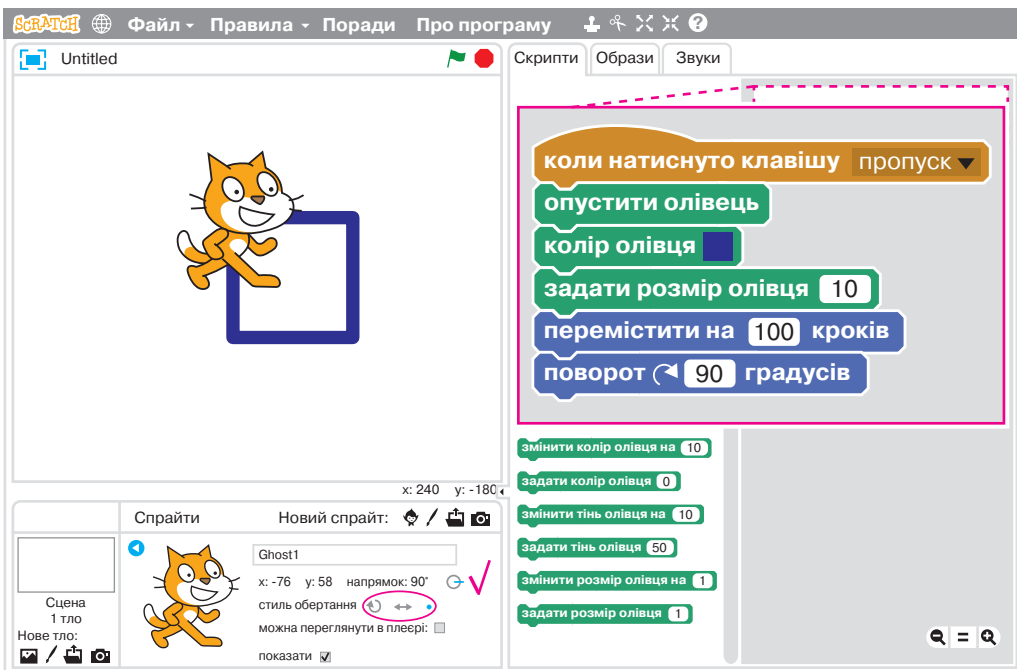 SCRATCH Файл Правила Поради Про програму
Untitled
Скрипти Образи Звуки
коли натиснуто клавішу пропуск
опустити олівець
колір олівця
задати розмір олівця 10
перемістити на 100 кроків
поворот 90 градусів
змінити колір олівця на 10
задати колір олівця 0
змінити тінь олівця на 10
задати тінь олівця 50
змінити розмір олівця на 1
задати розмір олівця 1
x: 240 y: -180
Спрайти Новий спрайт:
Сцена
1 тло
Нове тло:
Ghost1
x: -76 y: 58 напрямок: 90°
стиль обертання
можна переглянути в плеєрі:
показати